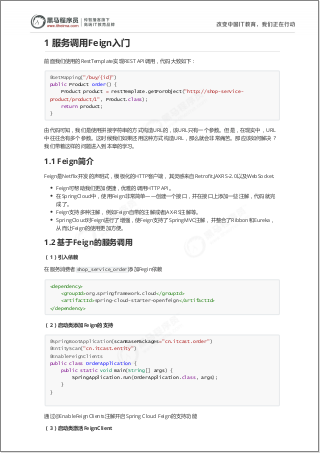 黑马程序员
www.itheima.com
传智播客旗下
高端IT教育品牌
改变中国IT教育，我们正在行动
1 服务调用Feign入门
前面我们使用的RestTemplate实现REST API调用，代码大致如下：
@GetMapping("/buy/{id}")
public Product order() {
Product product = restTemplate.getForObject("http://shop-service-
product/product/1", Product.class);
return product;
}
由代码可知，我们是使用拼接字符串的方式构造URL的，该URL只有一个参数。但是，在现实中，URL
中往往含有多个参数。这时候我们如果还用这种方式构造URL，那么就会非常痛苦。那应该如何解决？
我们带着这样的问题进入到本章的学习。
1.1 Feign简介
Feign是Netflix开发的声明式，模板化的HTTP客户端，其灵感来自Retrofit,JAXRS-2.0以及WebSocket.
Feign可帮助我们更加便捷，优雅的调用HTTP API。
在SpringCloud中，使用Feign非常简单——创建一个接口，并在接口上添加一些注解，代码就完
成了。
Feign支持多种注解，例如Feign自带的注解或者JAX-RS注解等。
SpringCloud对Feign进行了增强，使Feign支持了SpringMVC注解，并整合了Ribbon和Eureka，
从而让Feign的使用更加方便。
1.2 基于Feign的服务调用
（1）引入依赖
在服务消费者 shop_service_order 添加Fegin依赖
<dependency>
<groupId>org.springframework.cloud</groupId>
<artifactId>spring-cloud-starter-openfeign</artifactId>
</dependency>
（2）启动类添加Feign的支持
@SpringBootApplication(scanBasePackages="cn.itcast.order")
@EntityScan("cn.itcast.entity")
@EnableFeignClients
public class OrderApplication {
public static void main(String[] args) {
SpringApplication.run(OrderApplication.class, args);
}
}
通过@EnableFeignClients注解开启Spring Cloud Feign的支持功能
（3）启动类激活FeignClient